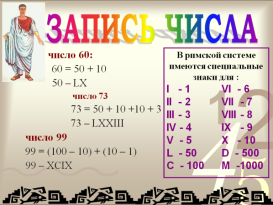 ЗАПИСЬ ЧИСЛА
число 60:
60 = 50 + 10
50 – LX
число 73
73 = 50 + 10 +10 + 3
73 – LXXIII
число 99
99 = (100 – 10) + (10 – 1)
99 – XCIX
В римской системе
имеются специальные
знаки для :
I - 1 VI - 6
II - 2 VII - 7
III - 3 VIII - 8
IV - 4 IX - 9
V - 5 X - 10
L - 50 D - 500
C - 100 M -1000